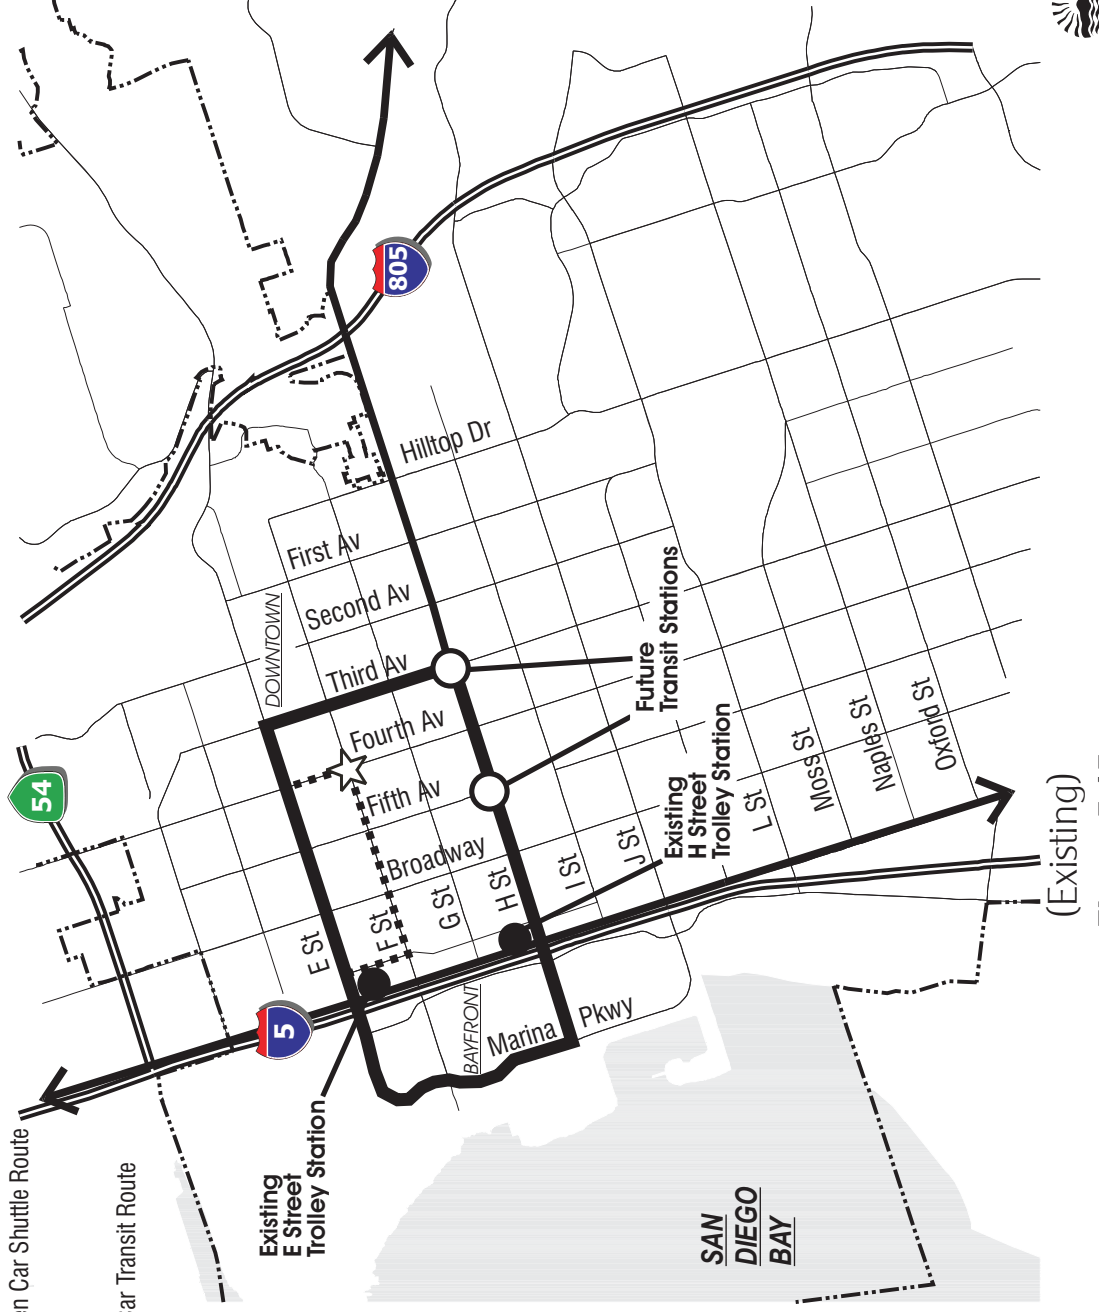 en Car Shuttle Route
ar Transit Route
54
805
5
DOWNTOWN
Hilltop Dr
First Av
Second Av
Third Av
Fourth Av
Fifth Av
Broadway
E St
F St
G St
H St
I St
J St
L St
Moss St
Naples St
Oxford St
BAYFRONT
Marina Pkwy
Existing
E Street
Trolley Station
Existing
H Street
Trolley Station
Future
Transit Stations
SAN
DIEGO
BAY
(Existing)